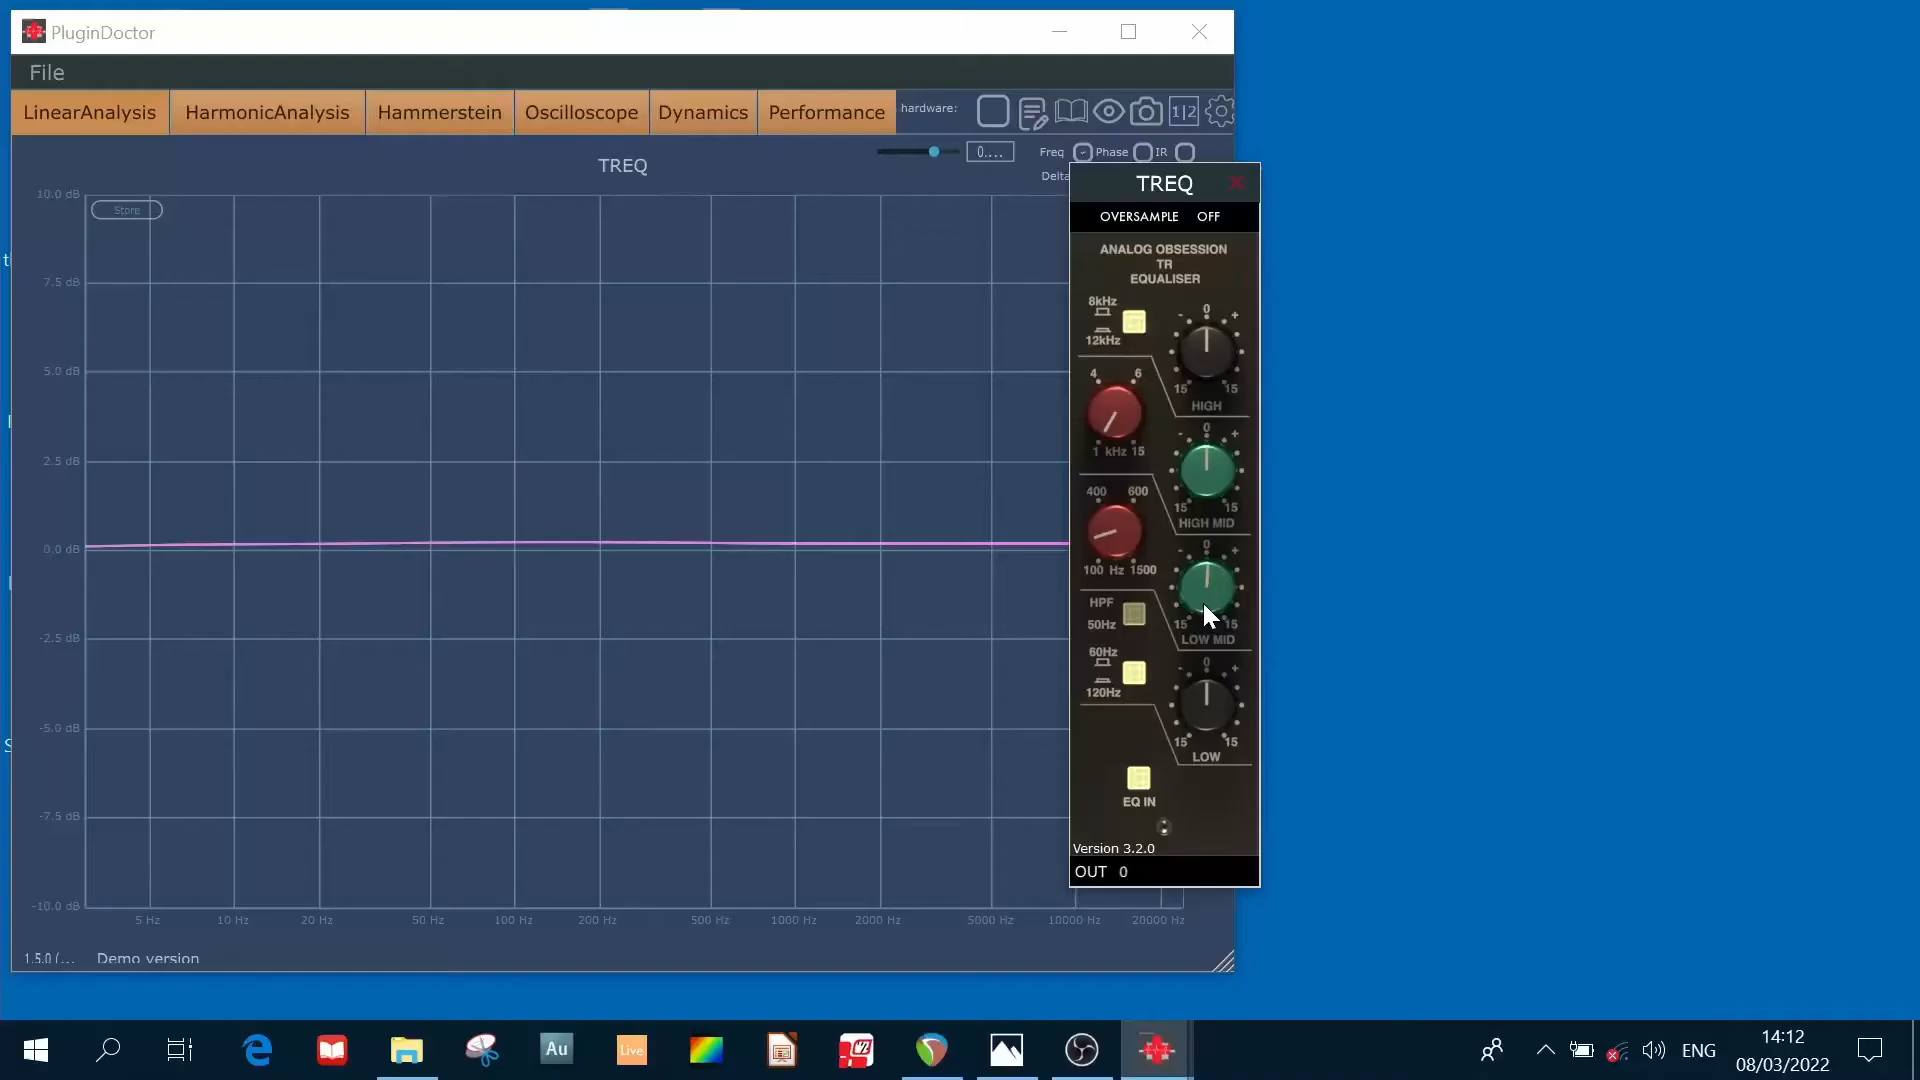 PluginDoctor
File
LinearAnalysis HarmonicAnalysis Hammerstein Oscilloscope Dynamics Performance hardware: 1|2
TREQ 0.... Freq Phase IR
Delta
Store
10.0 dB
7.5 dB
5.0 dB
2.5 dB
0.0 dB
-2.5 dB
-5.0 dB
-7.5 dB
-10.0 dB
5 Hz 10 Hz 20 Hz 50 Hz 100 Hz 200 Hz 500 Hz 1000 Hz 2000 Hz 5000 Hz 10000 Hz 20000 Hz
1.5.0 (... Demo version
TREQ
OVERSAMPLE OFF
ANALOG OBSESSION
TR
EQUALISER
8kHz
12kHz
- 0 +
15 15
HIGH
4 6
1 kHz 15
- 0 +
15 15
HIGH MID
400 600
100 Hz 1500
- 0 +
15 15
LOW MID
HPF
50Hz
60Hz
120Hz
- 0 +
15 15
LOW
EQ IN
Version 3.2.0
OUT 0
Au Live
ENG
14:12
08/03/2022